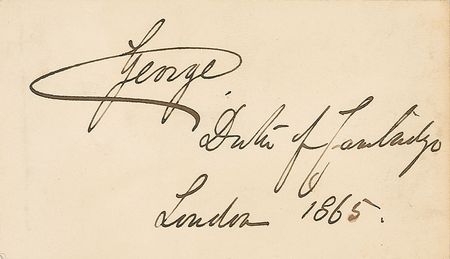 George
Duke of Cambridge
London 1865.